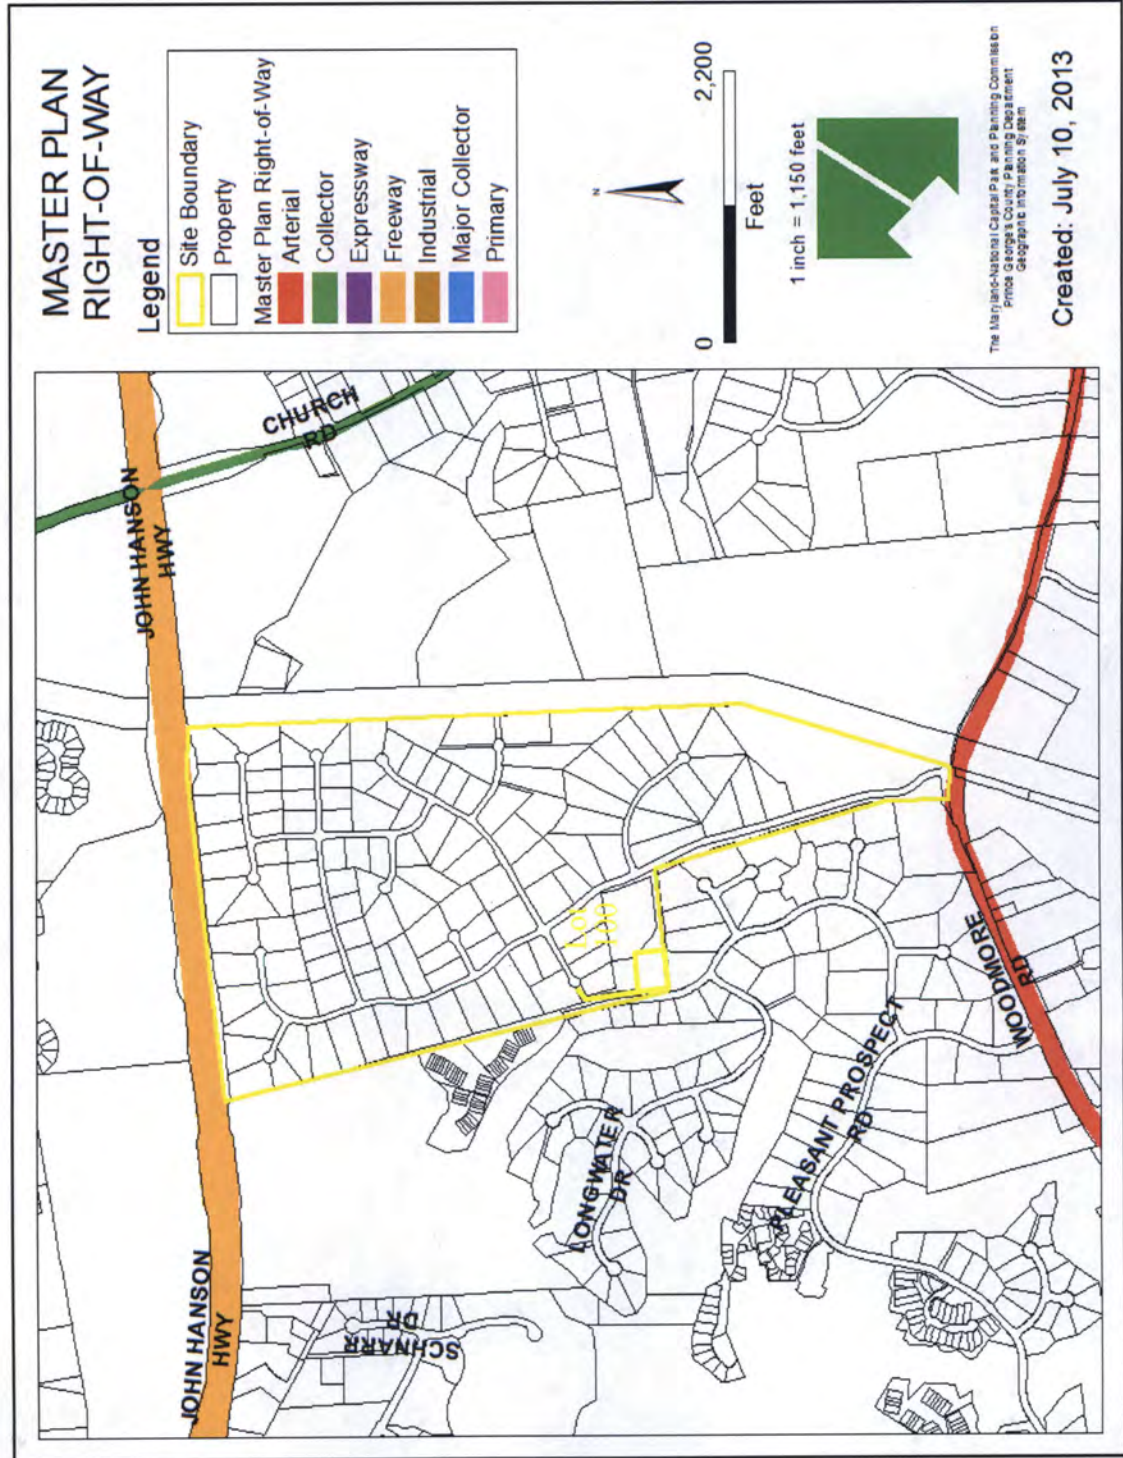 MASTER PLAN
RIGHT-OF-WAY
Legend
Site Boundary
Property
Master Plan Right-of-Way
Arterial
Collector
Expressway
Freeway
Industrial
Major Collector
Primary
N
0
2,200
Feet
1 inch = 1,150 feet
The Maryland-National Capital Park and Planning Commission
Prince George's County Planning Department
Geographic Information System
Created: July 10, 2013
JOHN HANSON
HWY
CHURCH
RD
JOHN HANSON
HWY
SCHNARR
DR
Lot
100
LONGWATER
DR
PLEASANT PROSPECT
RD
WOODMORE
RD